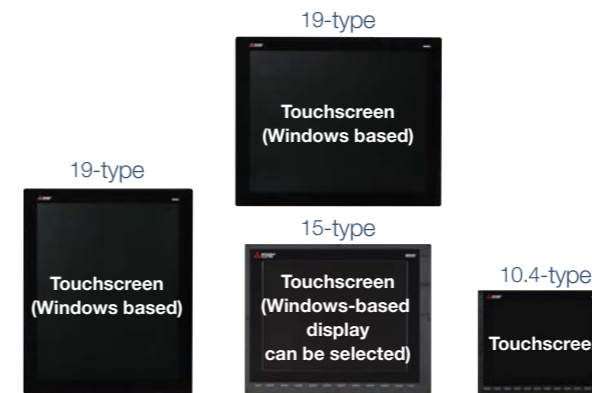 19-type
Touchscreen
(Windows based)
19-type
Touchscreen
(Windows based)
15-type
Touchscreen
(Windows-based
display
can be selected)
10.4-type
Touchscree